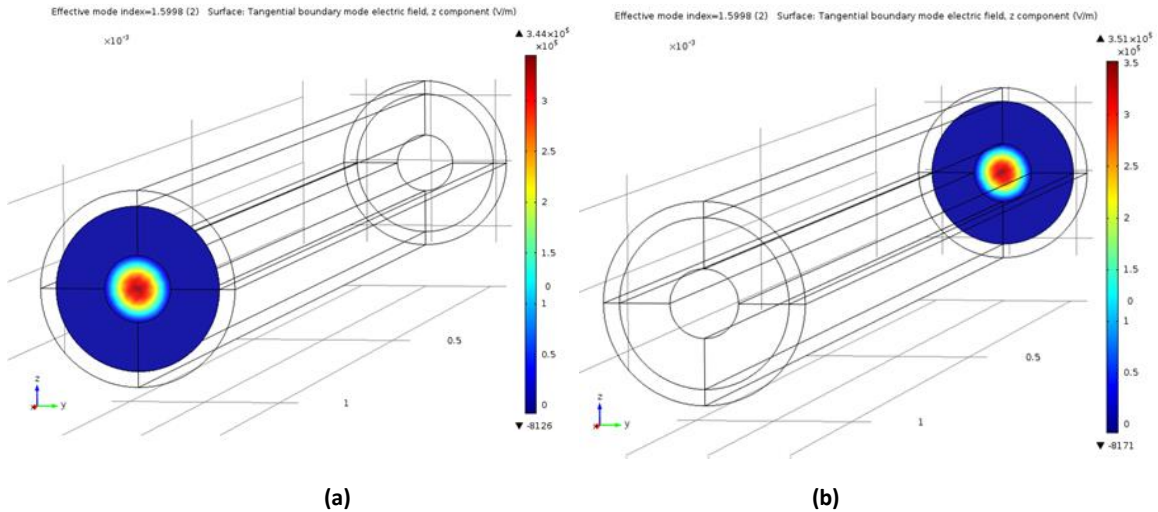 Effective mode index=1.5998 (2) Surface: Tangential boundary mode electric field, z component (V/m)
×10⁻³
▲ 3.44×10⁵
×10⁵
3
2.5
2
1.5
0
1
0.5
0.5
1
0
▼ -8126
z
y
x
(a)
Effective mode index=1.5998 (2) Surface: Tangential boundary mode electric field, z component (V/m)
×10⁻³
▲ 3.51×10⁵
×10⁵
3.5
3
2.5
2
1.5
0
1
0.5
0.5
1
0
▼ -8171
z
y
x
(b)